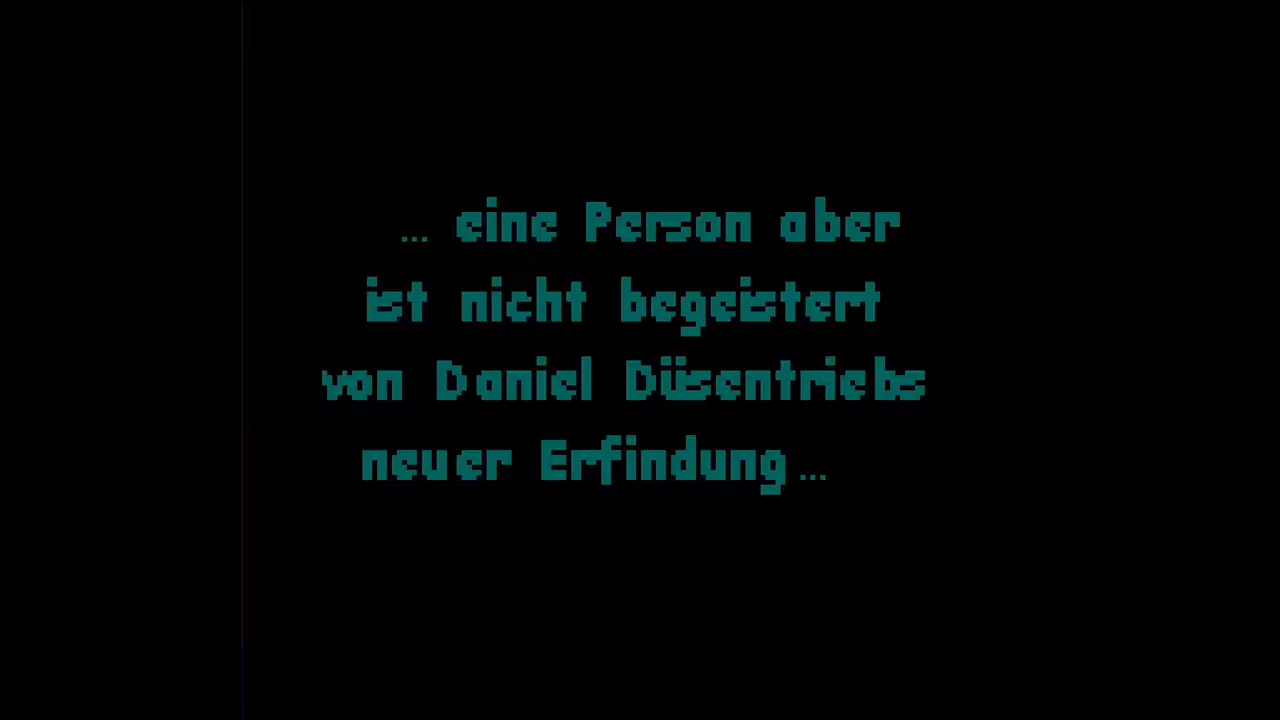 ... eine Person aber
ist nicht begeistert
von Daniel Düsentriebs
neuer Erfindung...